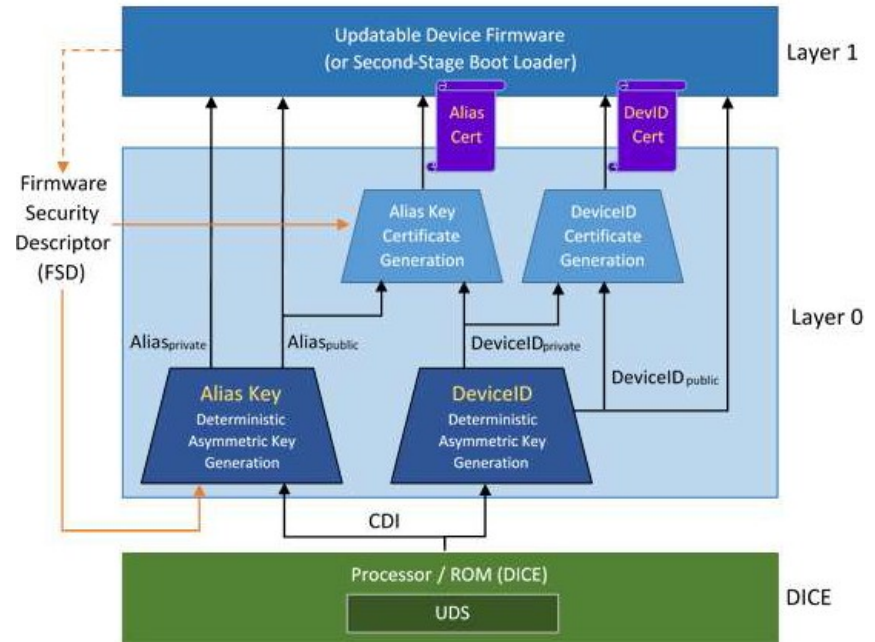 Updatable Device Firmware
(or Second-Stage Boot Loader)
Layer 1
Alias
Cert
DevID
Cert
Firmware
Security
Descriptor
(FSD)
Alias Key
Certificate
Generation
DeviceID
Certificate
Generation
Layer 0
Aliasprivate
Aliaspublic
DeviceIDprivate
DeviceID public
Alias Key
Deterministic
Asymmetric Key
Generation
DeviceID
Deterministic
Asymmetric Key
Generation
CDI
Processor / ROM (DICE)
UDS
DICE